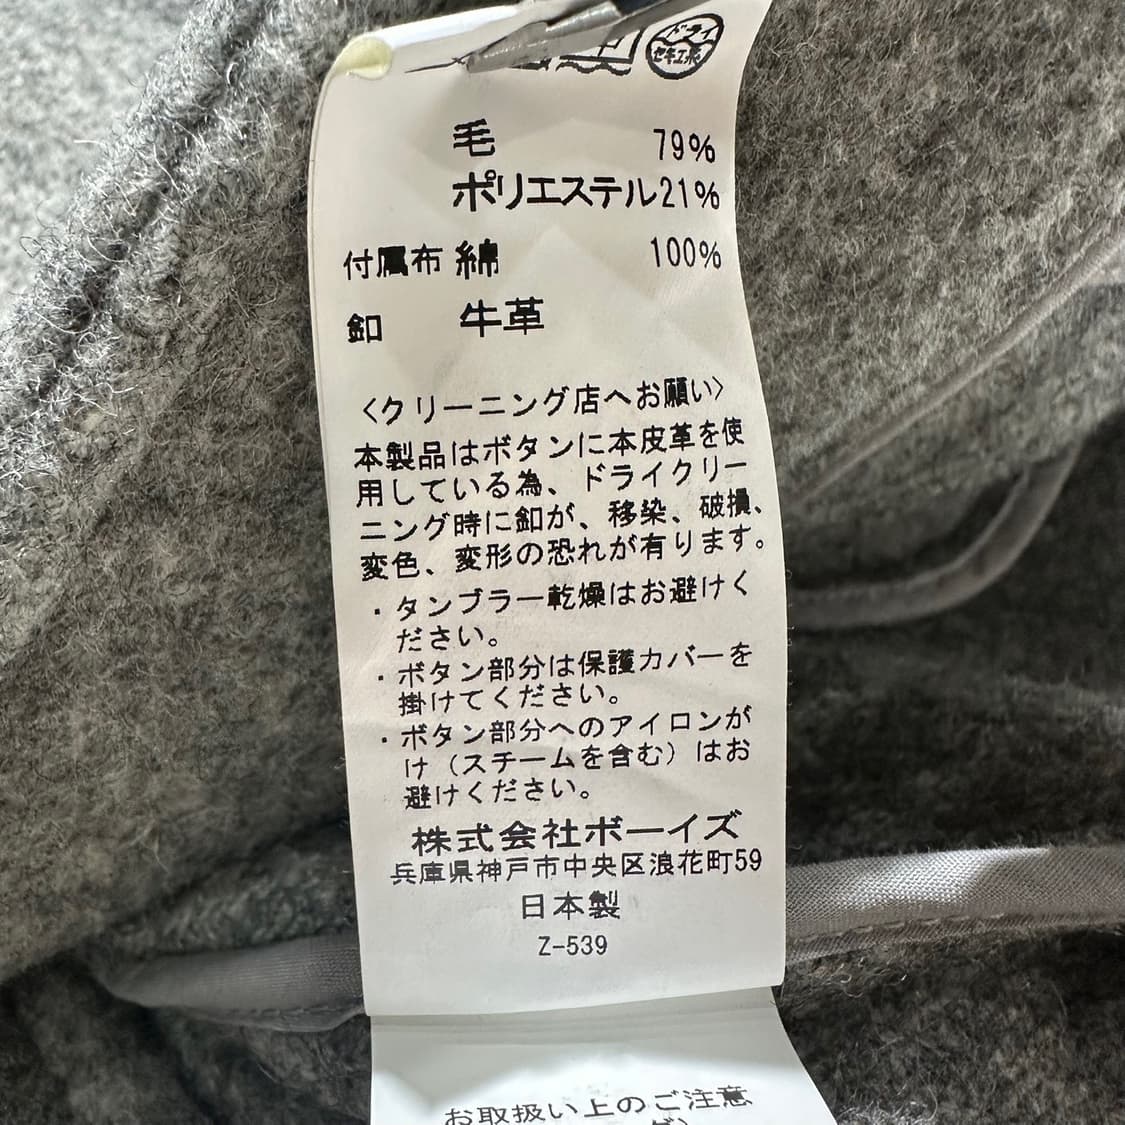 ドライ
セキユ系
毛 79%
ポリエステル21%
付属布 綿 100%
釦 牛革
〈クリーニング店へお願い〉
本製品はボタンに本皮革を使
用している為、ドライクリー
ニング時に釦が、移染、破損、
変色、変形の恐れが有ります。
・タンブラー乾燥はお避けく
ださい。
・ボタン部分は保護カバーを
掛けてください。
・ボタン部分へのアイロンが
け（スチームを含む）はお
避けください。
株式会社ボーイズ
兵庫県神戸市中央区浪花町59
日本製
Z-539
お取扱い上のご注意